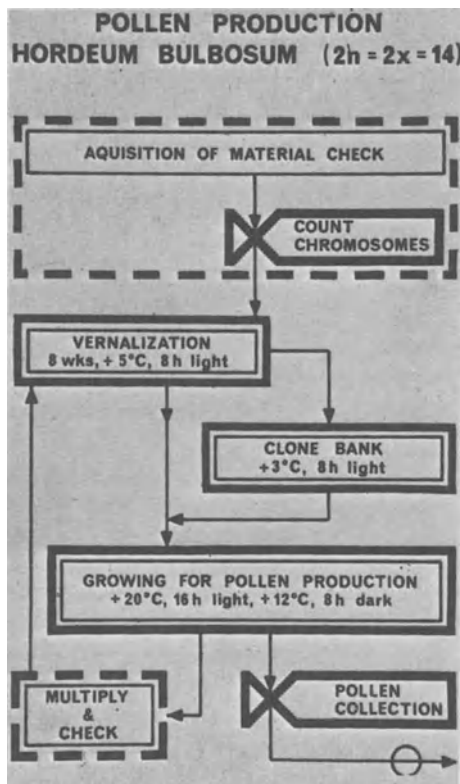 POLLEN PRODUCTION
HORDEUM BULBOSUM (2h = 2x = 14)
AQUISITION OF MATERIAL CHECK
COUNT
CHROMOSOMES
VERNALIZATION
8 wks, + 5°C, 8 h light
CLONE BANK
+3°C, 8h light
GROWING FOR POLLEN PRODUCTION
+20°C, 16 h light, +12°C, 8h dark
MULTIPLY
&
CHECK
POLLEN
COLLECTION